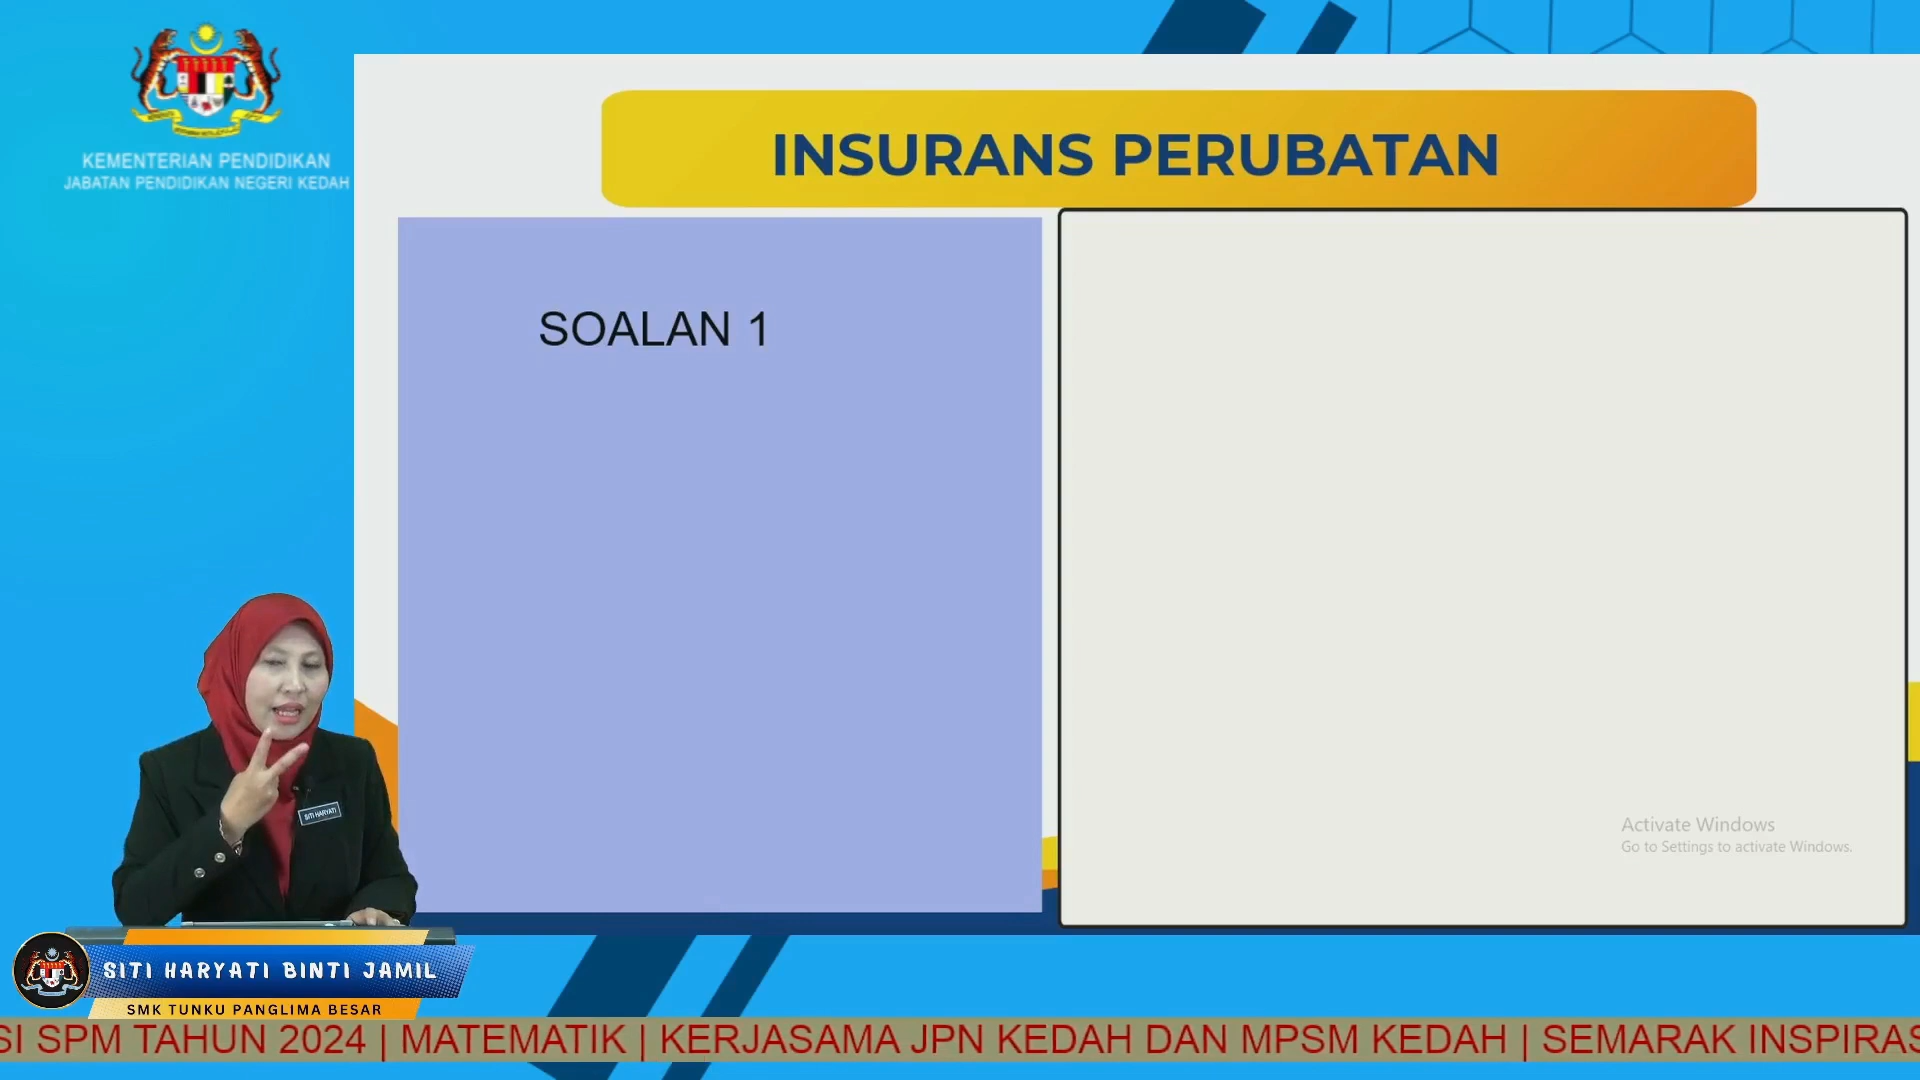 KEMENTERIAN PENDIDIKAN
JABATAN PENDIDIKAN NEGERI KEDAH
INSURANS PERUBATAN
SOALAN 1
SITI HARYATI
Activate Windows
Go to Settings to activate Windows.
SITI HARYATI BINTI JAMIL
SMK TUNKU PANGLIMA BESAR
SI SPM TAHUN 2024 | MATEMATIK | KERJASAMA JPN KEDAH DAN MPSM KEDAH | SEMARAK INSPIRAS